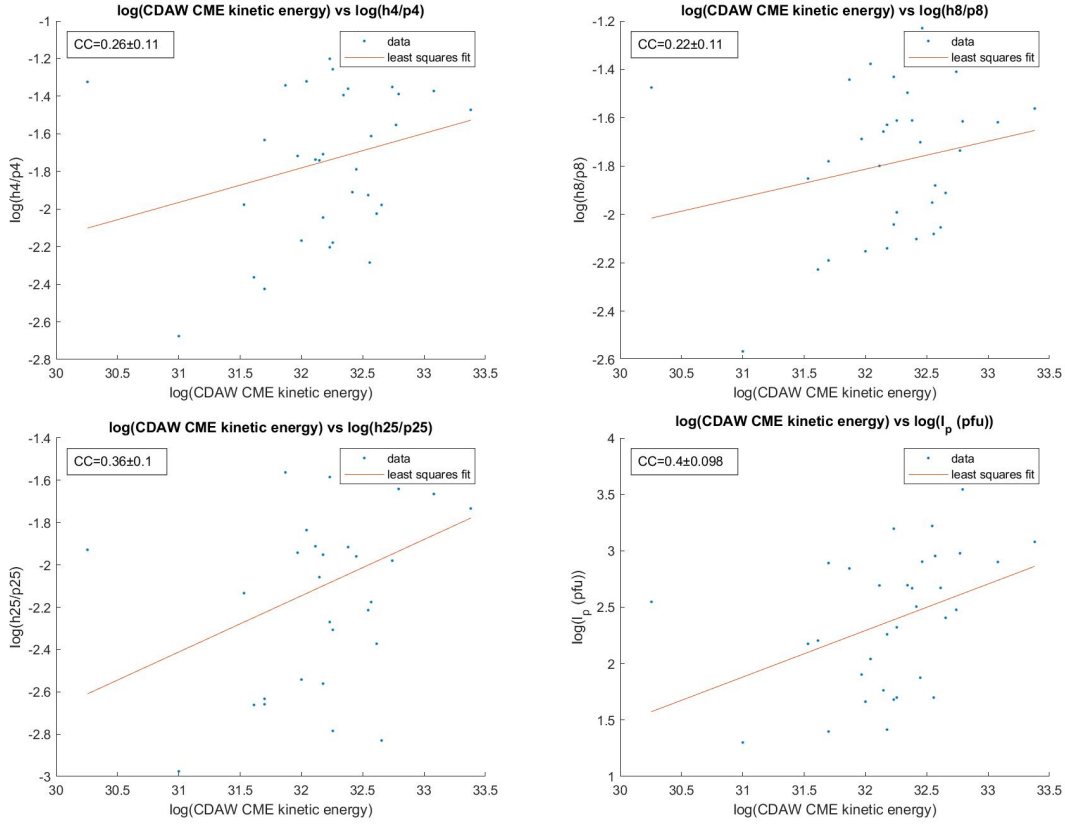 log(CDAW CME kinetic energy) vs log(h4/p4)
CC=0.26±0.11
data
least squares fit
-1
-1.2
-1.4
-1.6
-1.8
-2
-2.2
-2.4
-2.6
-2.8
log(h4/p4)
30 30.5 31 31.5 32 32.5 33 33.5
log(CDAW CME kinetic energy)
log(CDAW CME kinetic energy) vs log(h8/p8)
CC=0.22±0.11
data
least squares fit
-1.2
-1.4
-1.6
-1.8
-2
-2.2
-2.4
-2.6
log(h8/p8)
30 30.5 31 31.5 32 32.5 33 33.5
log(CDAW CME kinetic energy)
log(CDAW CME kinetic energy) vs log(h25/p25)
CC=0.36±0.1
data
least squares fit
-1.4
-1.6
-1.8
-2
-2.2
-2.4
-2.6
-2.8
-3
log(h25/p25)
30 30.5 31 31.5 32 32.5 33 33.5
log(CDAW CME kinetic energy)
log(CDAW CME kinetic energy) vs log(I_p (pfu))
CC=0.4±0.098
data
least squares fit
4
3.5
3
2.5
2
1.5
1
log(I_p (pfu))
30 30.5 31 31.5 32 32.5 33 33.5
log(CDAW CME kinetic energy)